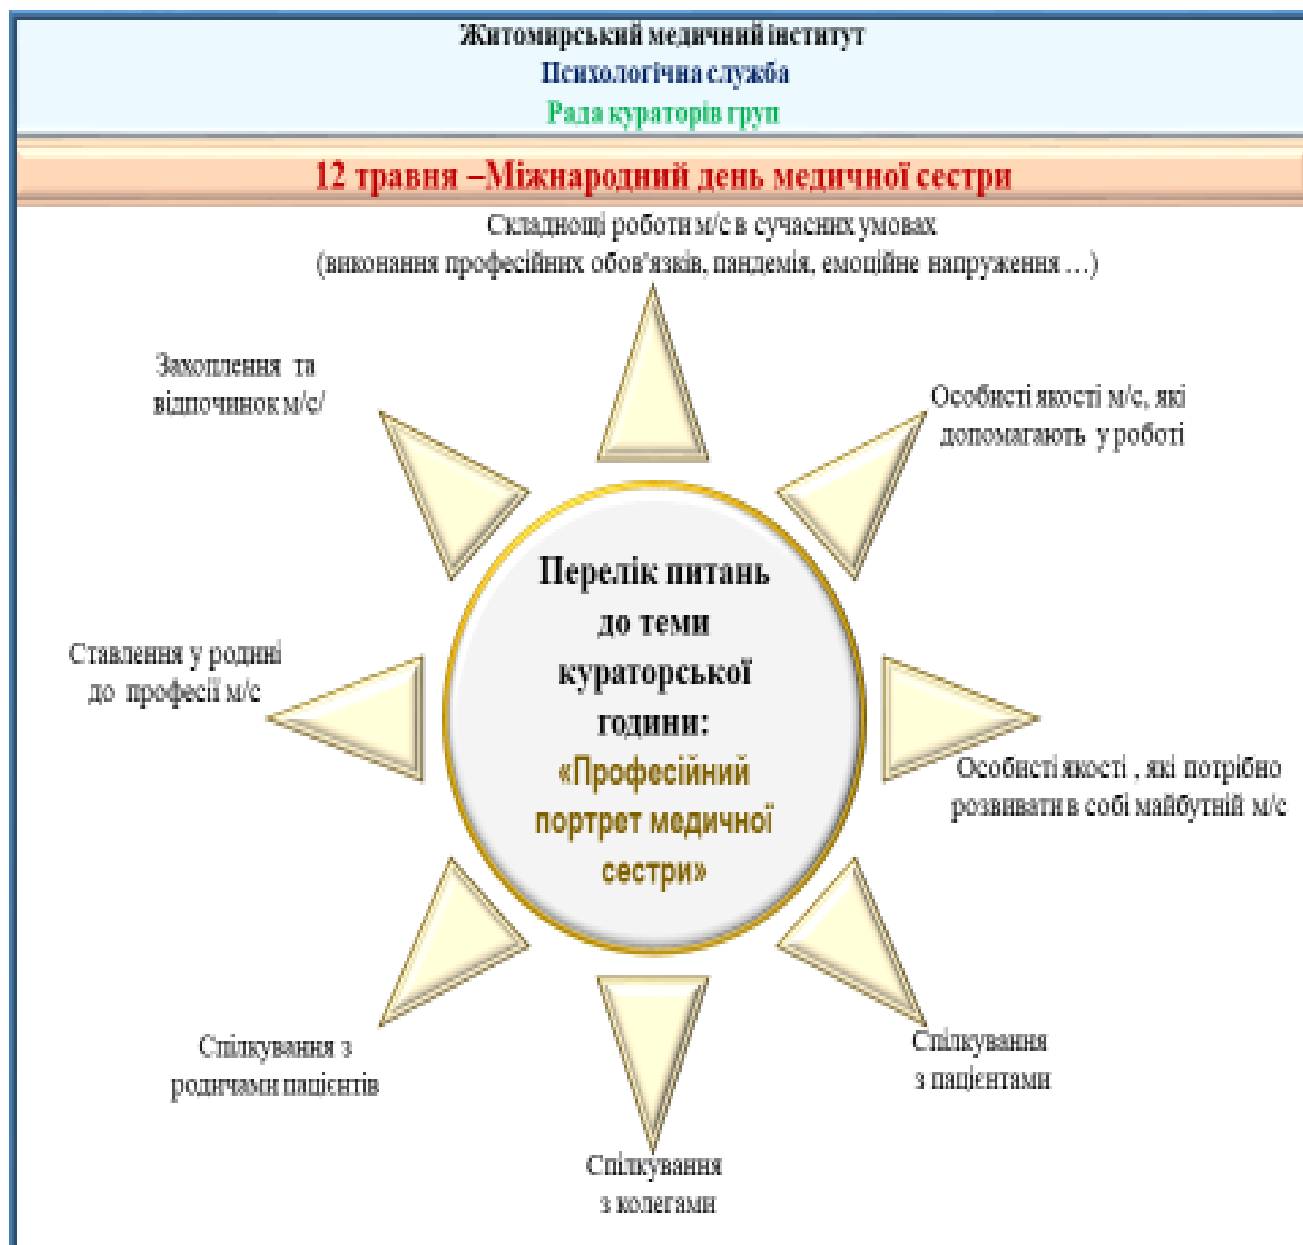 Житомирський медичний інститут
Психологічна служба
Рада кураторів груп
12 травня –Міжнародний день медичної сестри
Складнощі роботи м/с в сучасних умовах
(виконання професійних обов'язків, пандемія, емоційне напруження ...)
Захоплення та
відпочинок м/с/
Особисті якості м/с, які
допомагають у роботі
Перелік питань
до теми
кураторської
години:
«Професійний
портрет медичної
сестри»
Ставлення у родині
до професії м/с
Особисті якості , які потрібно
розвивати в собі майбутній м/с
Спілкування з
родичами пацієнтів
Спілкування
з пацієнтами
Спілкування
з колегами